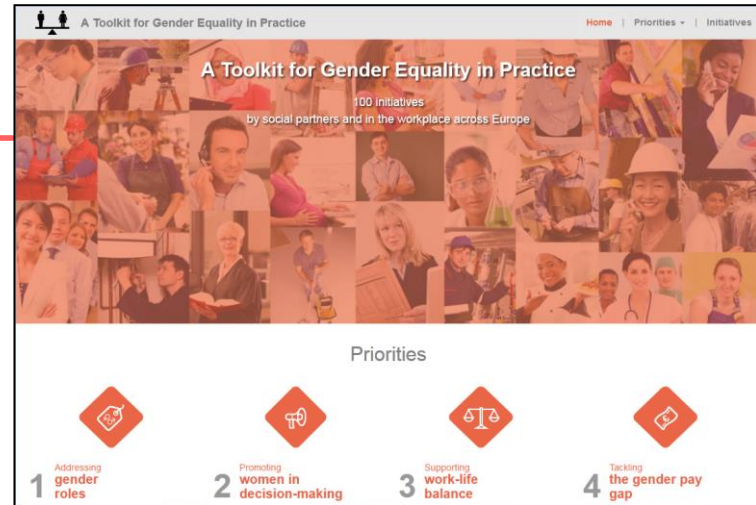 A Toolkit for Gender Equality in Practice
Home | Priorities | Initiatives
A Toolkit for Gender Equality in Practice
100 initiatives
by social partners and in the workplace across Europe
Priorities
1 Addressing
gender
roles
2 Promoting
women in
decision-making
3 Supporting
work-life
balance
4 Tackling
the gender pay
gap